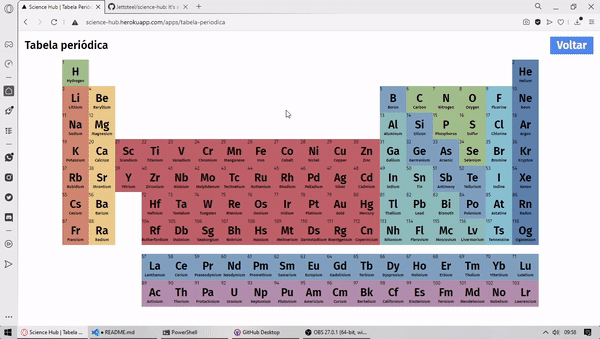 Science Hub | Tabela Periód
Jettsteel/science-hub: It's
science-hub.herokuapp.com/apps/tabela-periodica
Tabela periódica
Voltar
1 2
H He
Hydrogen Helium
Li Be B C N O F Ne
Lithium Beryllium Boron Carbon Nitrogen Oxygen Fluorine Neon
Na Mg Al Si P S Cl Ar
Sodium Magnesium Aluminum Silicon Phosphorus Sulfur Chlorine Argon
K Ca Sc Ti V Cr Mn Fe Co Ni Cu Zn Ga Ge As Se Br Kr
Potassium Calcium Scandium Titanium Vanadium Chromium Manganese Iron Cobalt Nickel Copper Zinc Gallium Germanium Arsenic Selenium Bromine Krypton
Rb Sr Y Zr Nb Mo Tc Ru Rh Pd Ag Cd In Sn Sb Te I Xe
Rubidium Strontium Yttrium Zirconium Niobium Molybdenum Technetium Ruthenium Rhodium Palladium Silver Cadmium Indium Tin Antimony Tellurium Iodine Xenon
Cs Ba Hf Ta W Re Os Ir Pt Au Hg Tl Pb Bi Po At Rn
Cesium Barium Hafnium Tantalum Tungsten Rhenium Osmium Iridium Platinum Gold Mercury Thallium Lead Bismuth Polonium Astatine Radon
Fr Ra Rf Db Sg Bh Hs Mt Ds Rg Cn Nh Fl Mc Lv Ts Og
Francium Radium Rutherfordium Dubnium Seaborgium Bohrium Hassium Meitnerium Darmstadtium Roentgenium Copernicium Nihonium Flerovium Moscovium Livermorium Tennessine Oganesson
La Ce Pr Nd Pm Sm Eu Gd Tb Dy Ho Er Tm Yb Lu
Lanthanum Cerium Praseodymium Neodymium Promethium Samarium Europium Gadolinium Terbium Dysprosium Holmium Erbium Thulium Ytterbium Lutetium
Ac Th Pa U Np Pu Am Cm Bk Cf Es Fm Md No Lr
Actinium Thorium Protactinium Uranium Neptunium Plutonium Americium Curium Berkelium Californium Einsteinium Fermium Mendelevium Nobelium Lawrencium
Science Hub | Tabela ...
README.md
PowerShell
GitHub Desktop
OBS 27.0.1 (64-bit, wi...
09:58